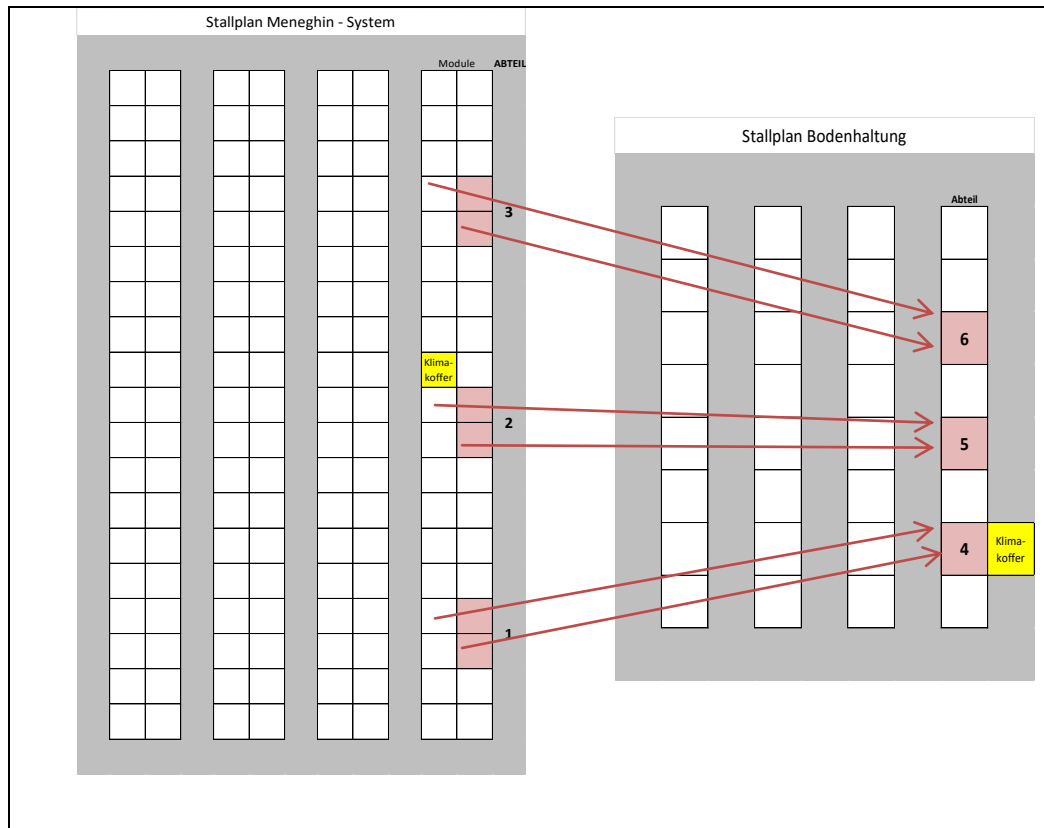 Stallplan Meneghin - System
Module ABTEIL
3
Klima-
koffer
2
1
Stallplan Bodenhaltung
Abteil
6
5
4
Klima-
koffer